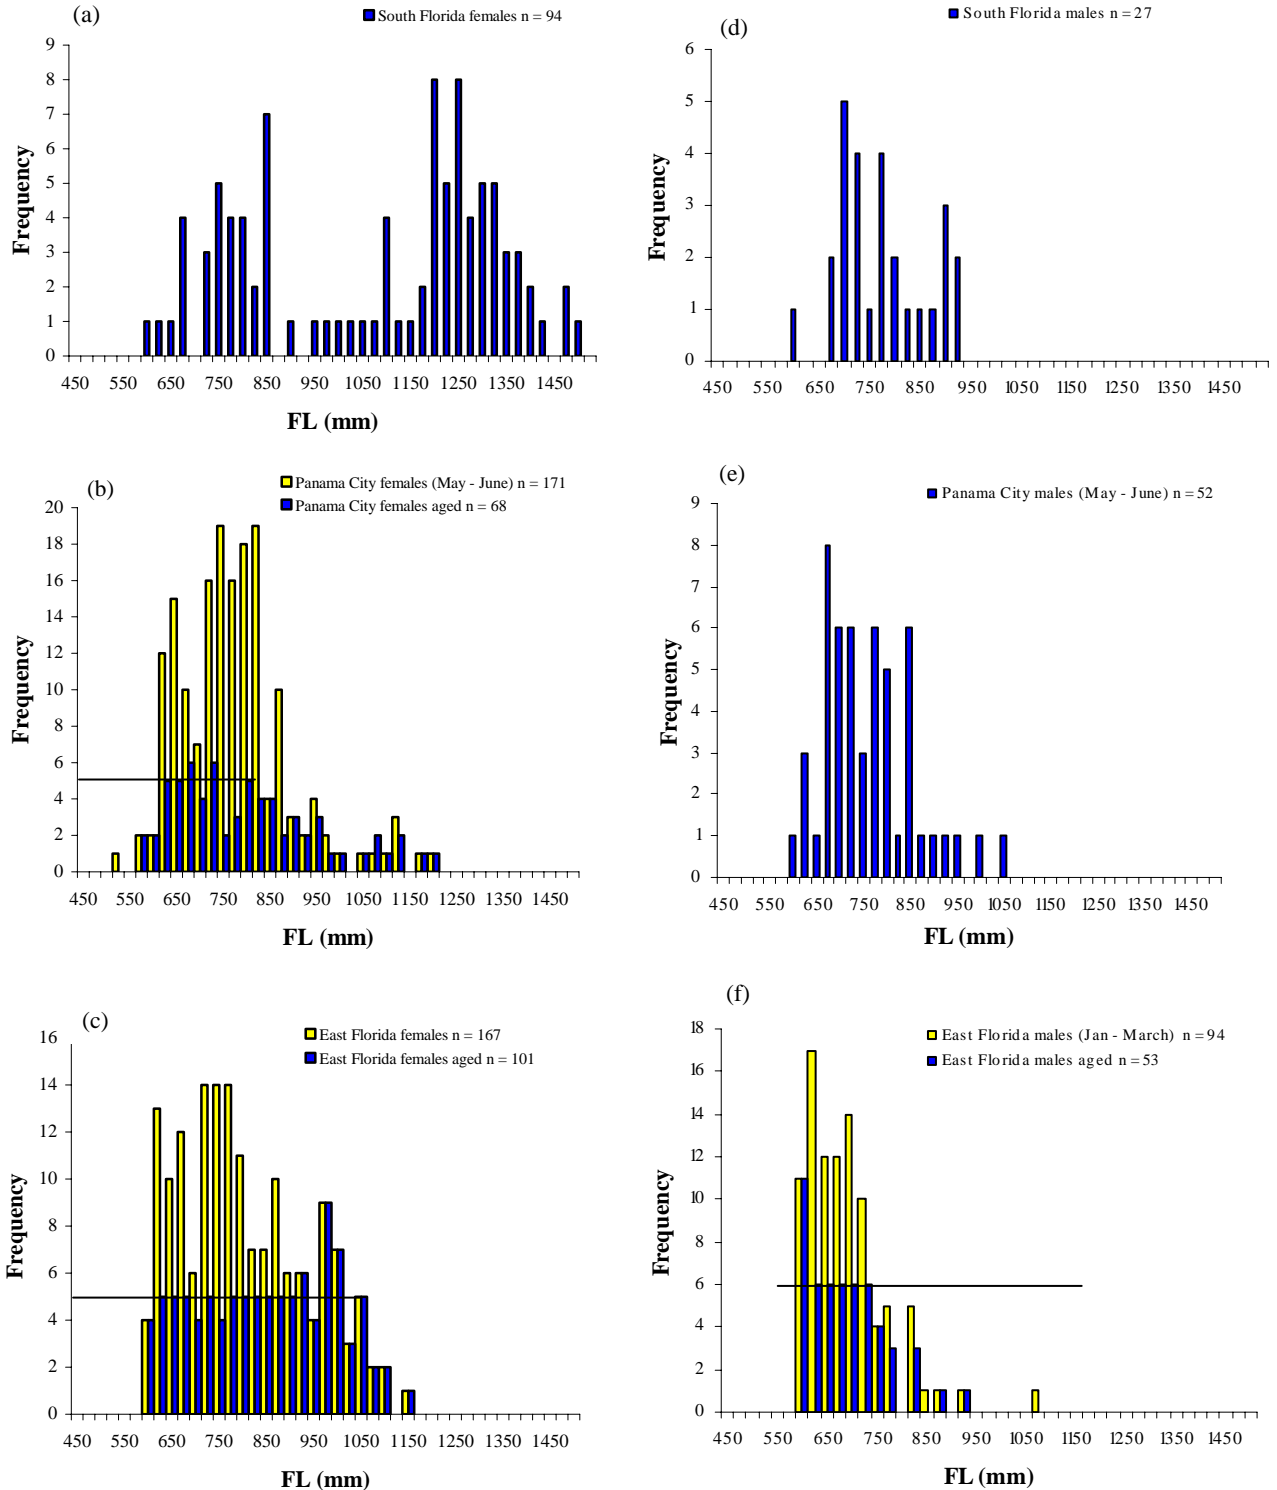 (a)
South Florida females n = 94
9
8
7
6
5
4
3
2
1
0
Frequency
450 550 650 750 850 950 1050 1150 1250 1350 1450
FL (mm)
(d)
South Florida males n = 27
6
5
4
3
2
1
0
Frequency
450 550 650 750 850 950 1050 1150 1250 1350 1450
(b)
Panama City females (May - June) n = 171
Panama City females aged n = 68
20
18
16
14
12
10
8
6
4
2
0
Frequency
450 550 650 750 850 950 1050 1150 1250 1350 1450
FL (mm)
(e)
Panama City males (May - June) n = 52
9
8
7
6
5
4
3
2
1
0
Frequency
450 550 650 750 850 950 1050 1150 1250 1350 1450
FL (mm)
(c)
East Florida females n = 167
East Florida females aged n = 101
16
14
12
10
8
6
4
2
0
Frequency
450 550 650 750 850 950 1050 1150 1250 1350 1450
FL (mm)
(f)
East Florida males (Jan - March) n = 94
East Florida males aged n = 53
18
16
14
12
10
8
6
4
2
0
Frequency
450 550 650 750 850 950 1050 1150 1250 1350 1450
FL (mm)